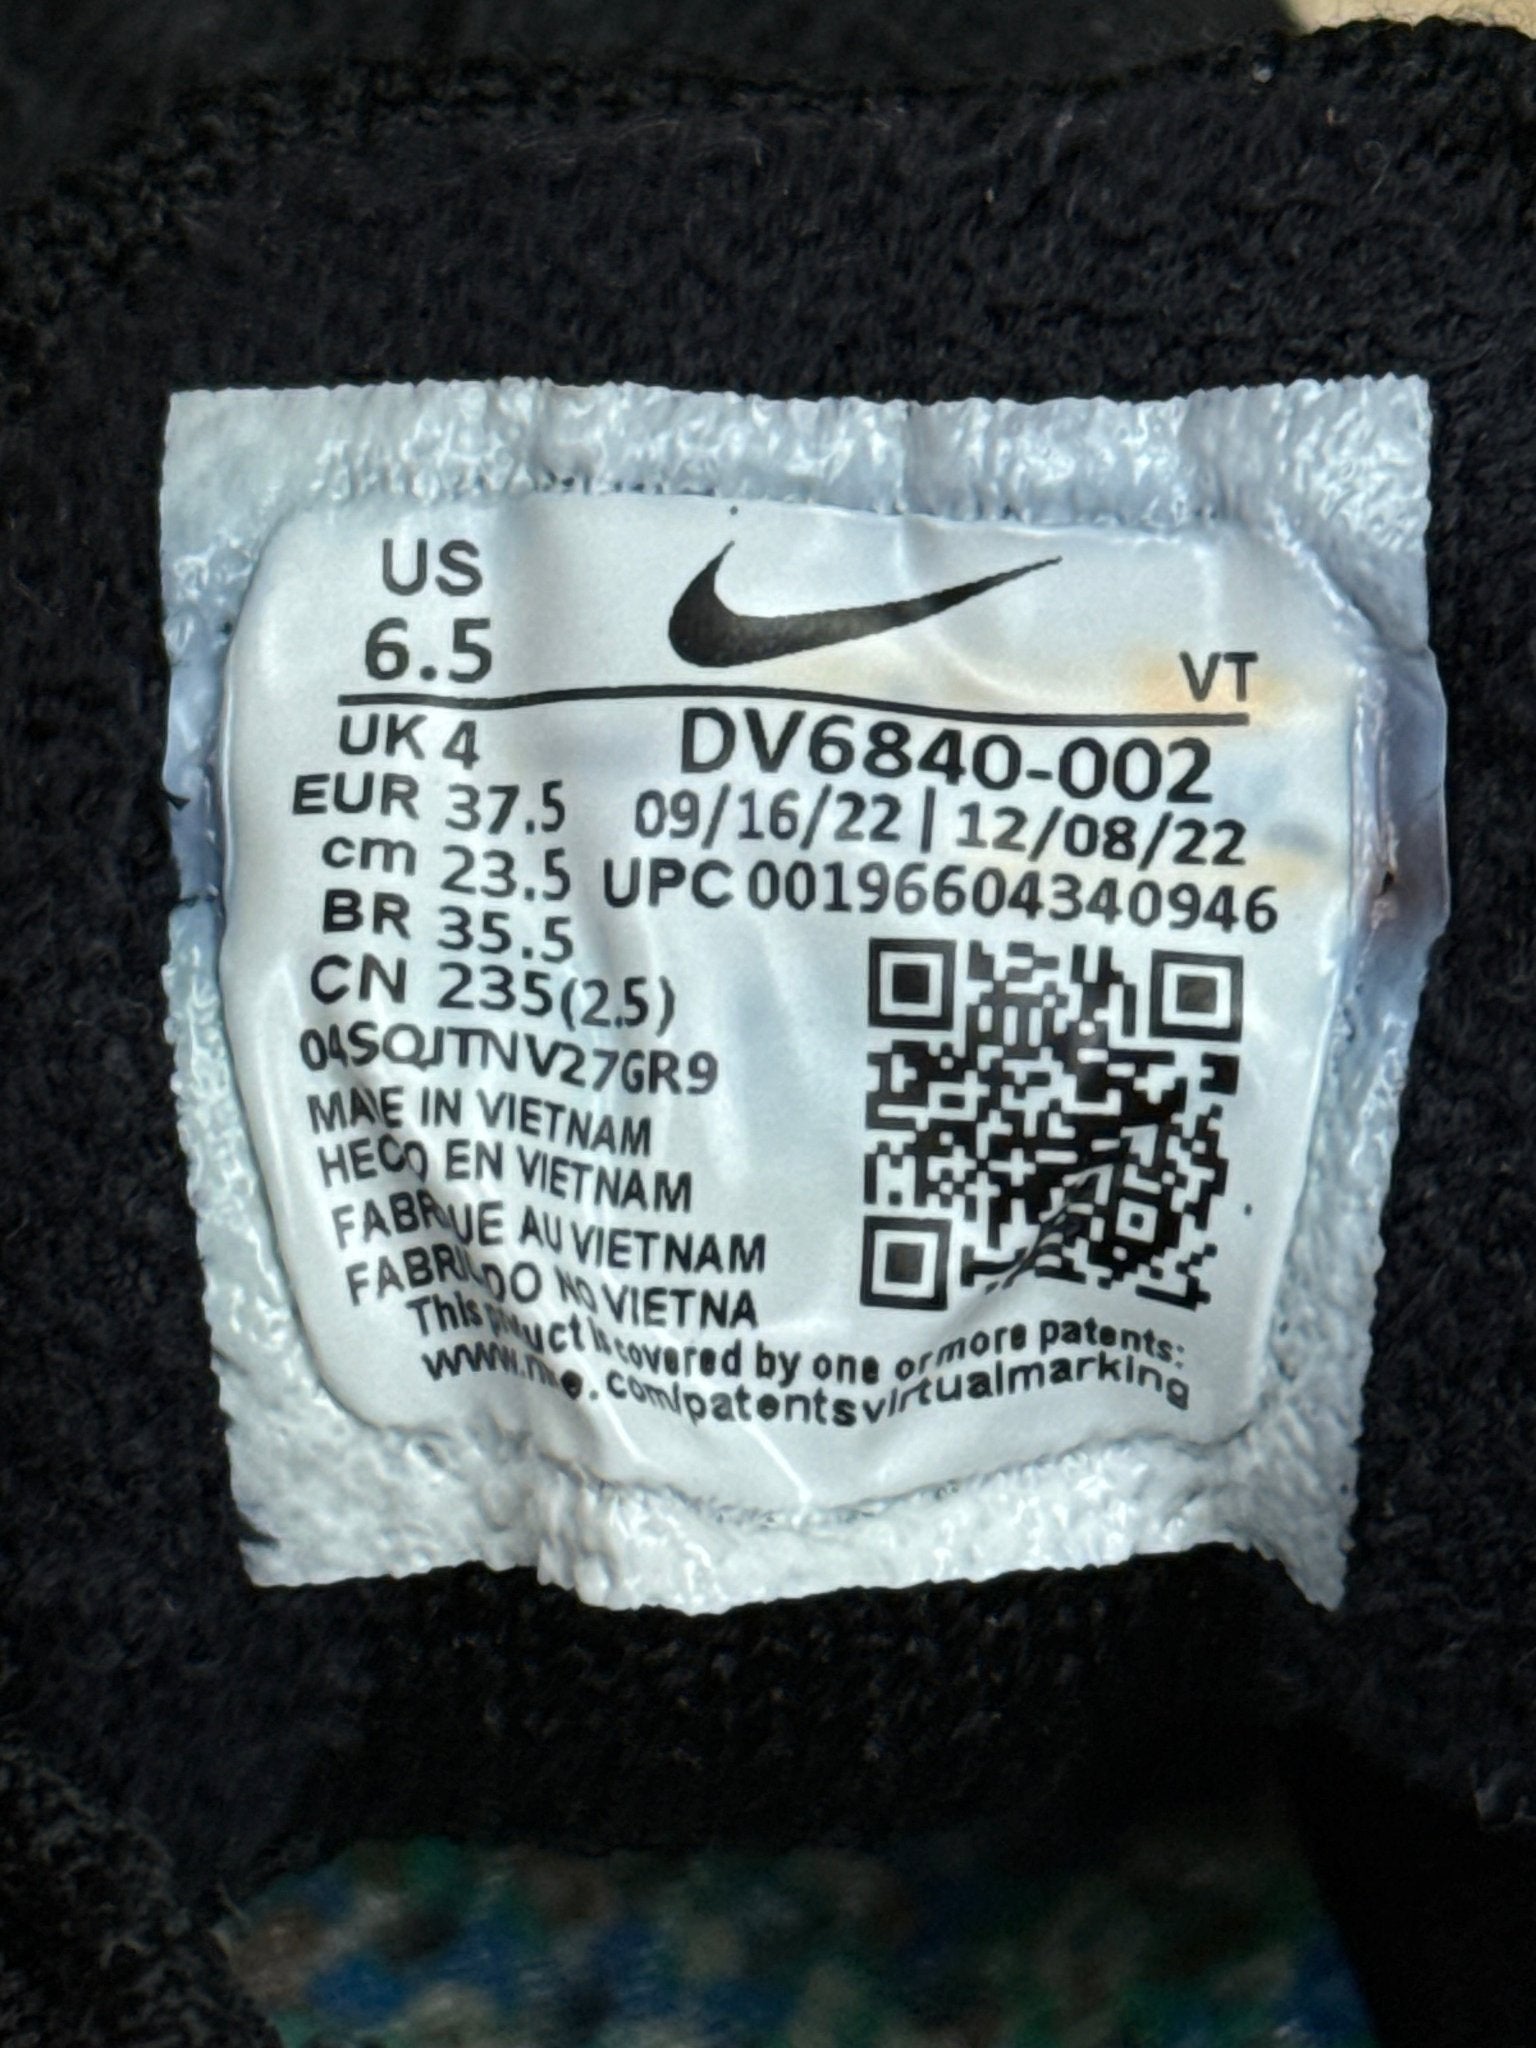 US
6.5
VT
UK 4
DV6840-002
EUR 37.5
09/16/22 | 12/08/22
cm 23.5
UPC 00196604340946
BR 35.5
CN 235(2.5)
04SQJTNV27GR9
MADE IN VIETNAM
HECO EN VIETNAM
FABRIQUE AU VIETNAM
FABRICADO NO VIETNA
This product is covered by one or more patents:
www.nike.com/patentsvirtualmarking